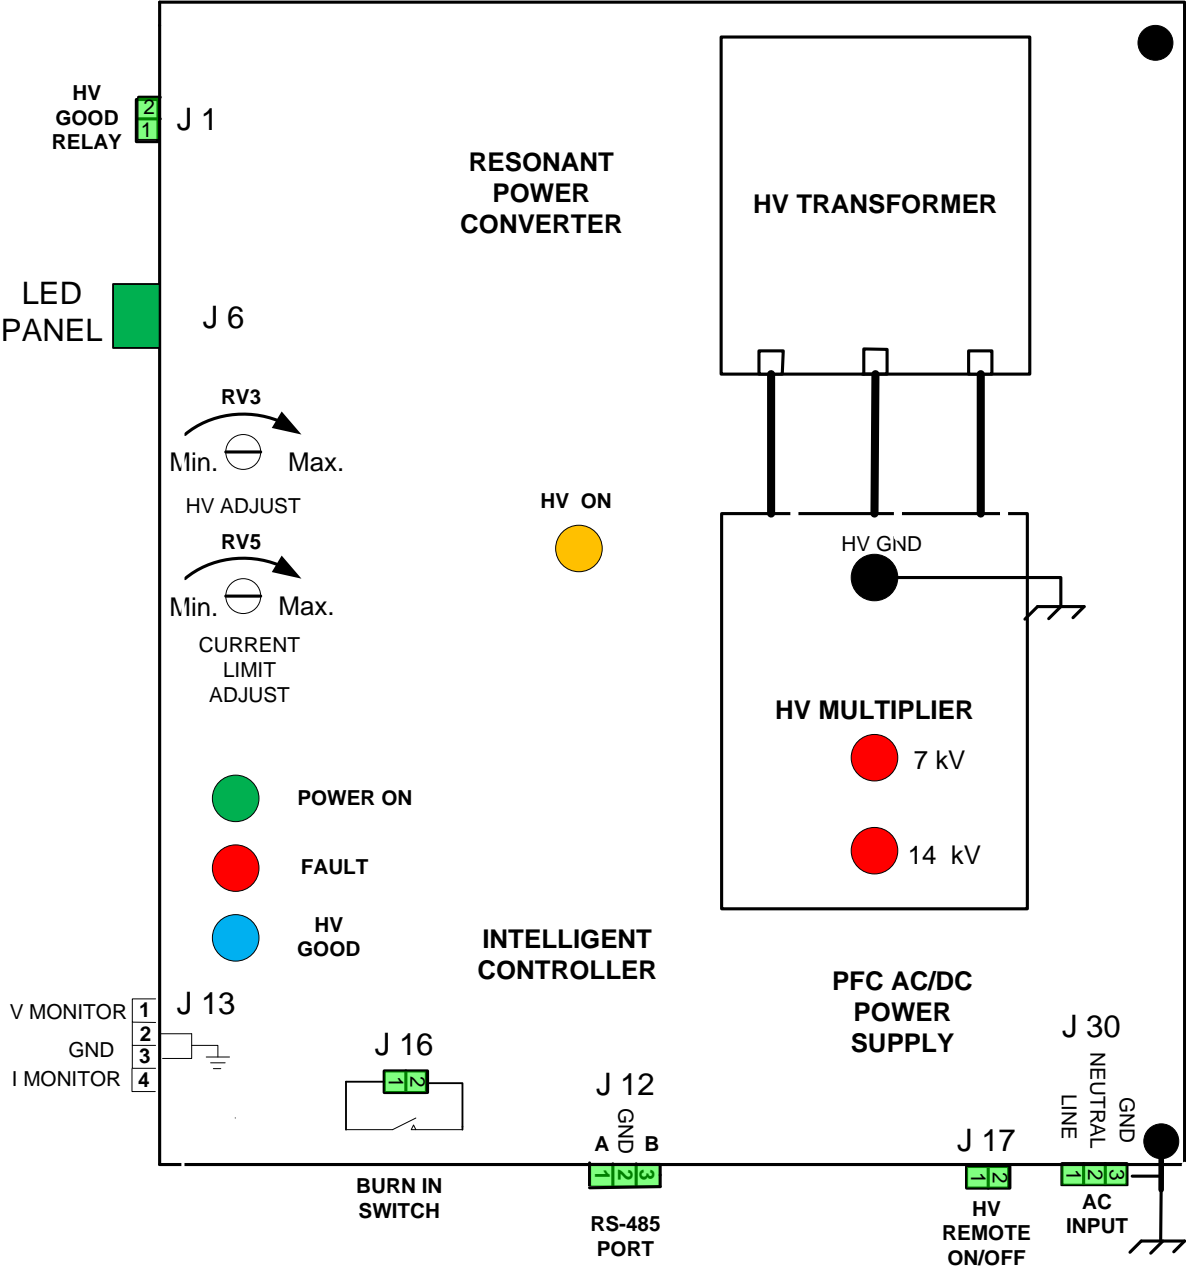 HV
GOOD
RELAY
2
1
J 1
RESONANT
POWER
CONVERTER
HV TRANSFORMER
LED
PANEL
J 6
RV3
Min.
Max.
HV ADJUST
RV5
Min.
Max.
CURRENT
LIMIT
ADJUST
HV ON
HV GND
HV MULTIPLIER
7 kV
14 kV
POWER ON
FAULT
HV
GOOD
INTELLIGENT
CONTROLLER
PFC AC/DC
POWER
SUPPLY
J 13
V MONITOR
GND
I MONITOR
1
2
3
4
J 16
1 2
BURN IN
SWITCH
J 12
A GND B
1 2 3
RS-485
PORT
J 17
1 2
HV
REMOTE
ON/OFF
J 30
LINE
NEUTRAL
GND
1 2 3
AC
INPUT